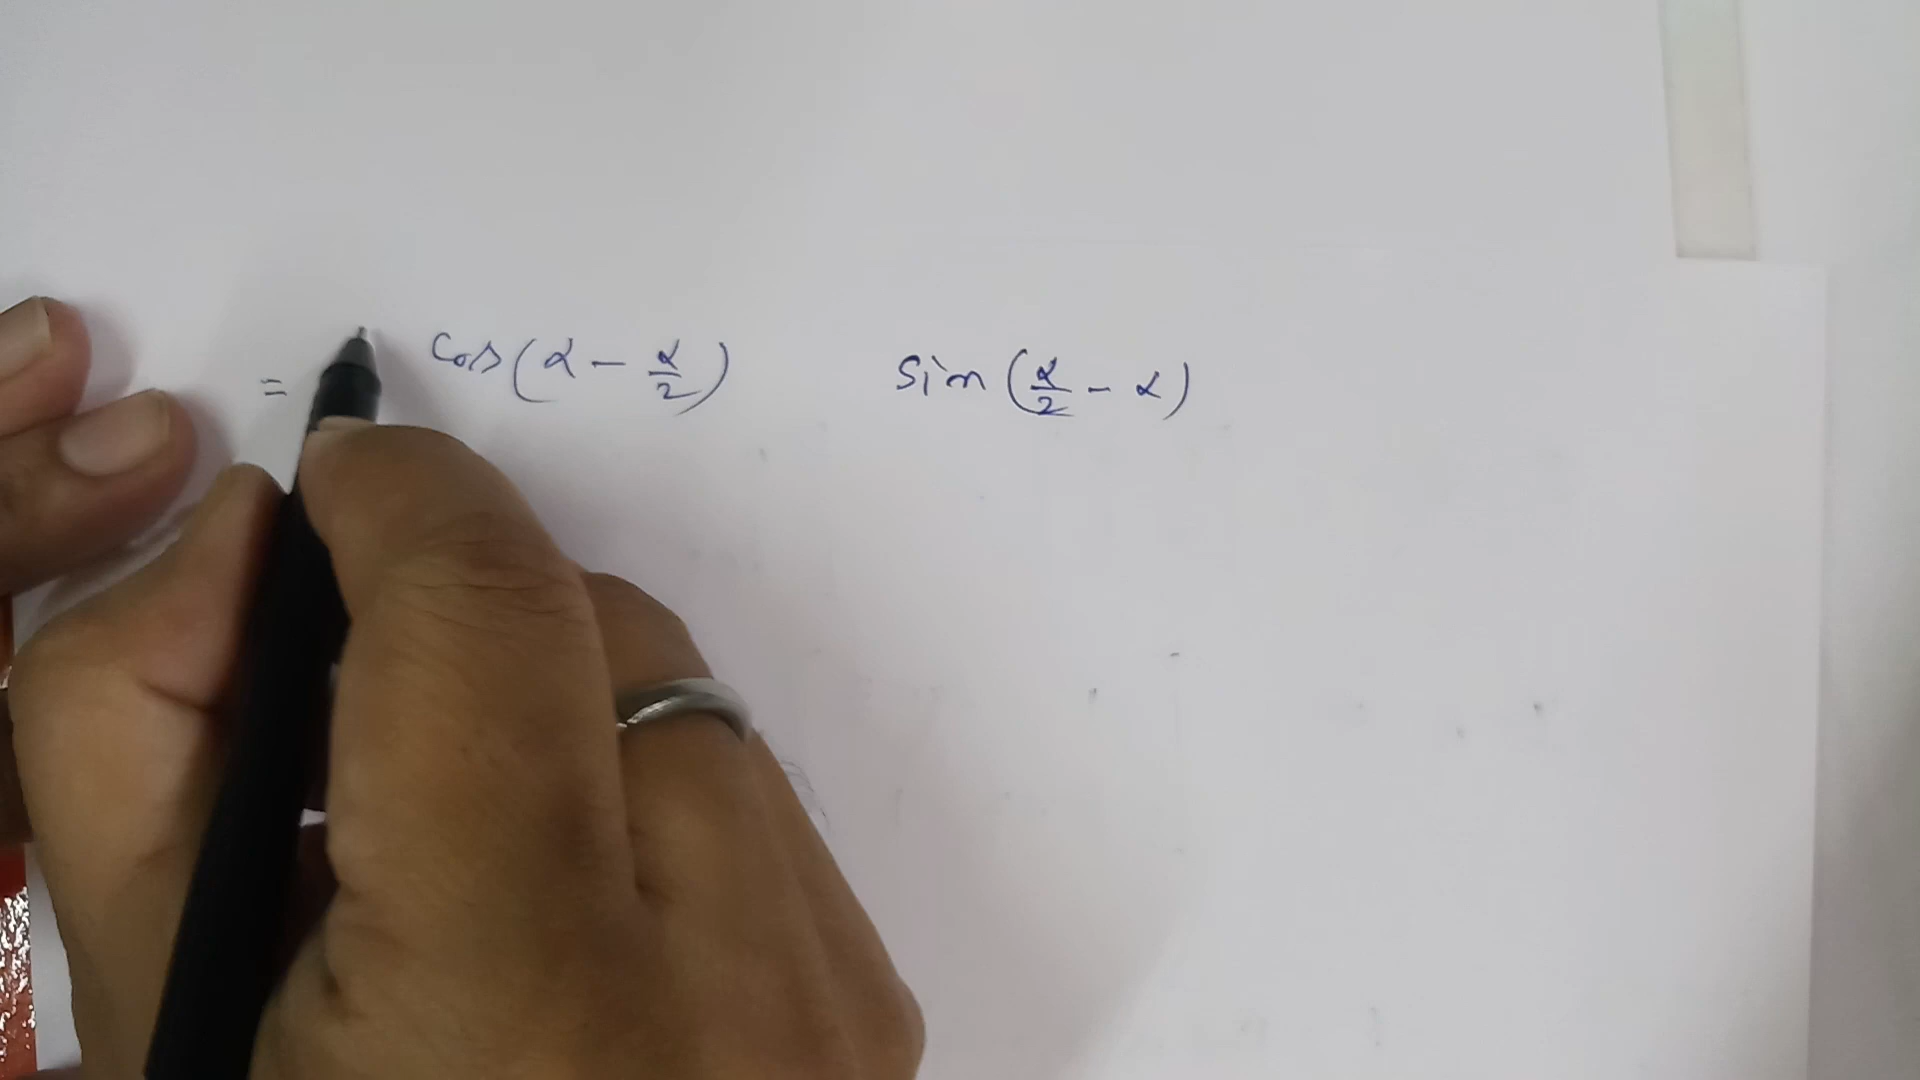 = Cos(α - α/2) Sin(α/2 - α)